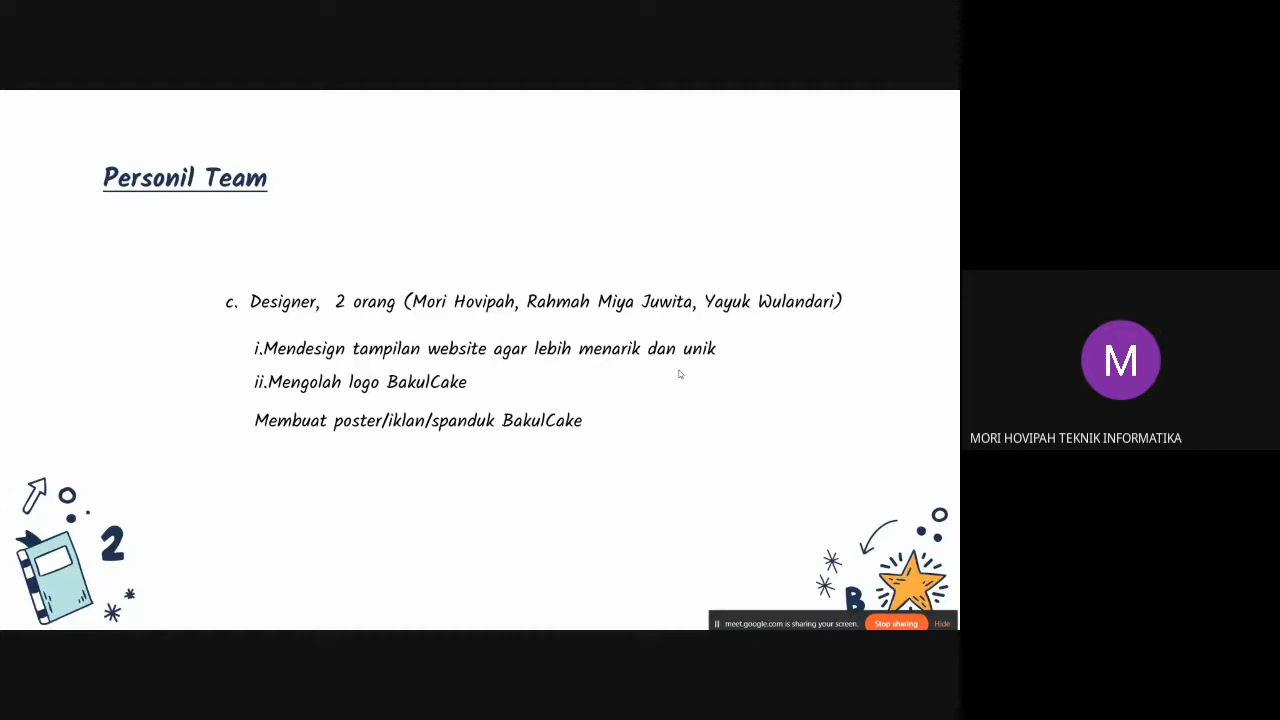 Personil Team
c. Designer, 2 orang (Mori Hovipah, Rahmah Miya Juwita, Yayuk Wulandari)
i.Mendesign tampilan website agar lebih menarik dan unik
ii.Mengolah logo BakulCake
Membuat poster/iklan/spanduk BakulCake
2
B
meet.google.com is sharing your screen. Stop sharing Hide
M
MORI HOVIPAH TEKNIK INFORMATIKA